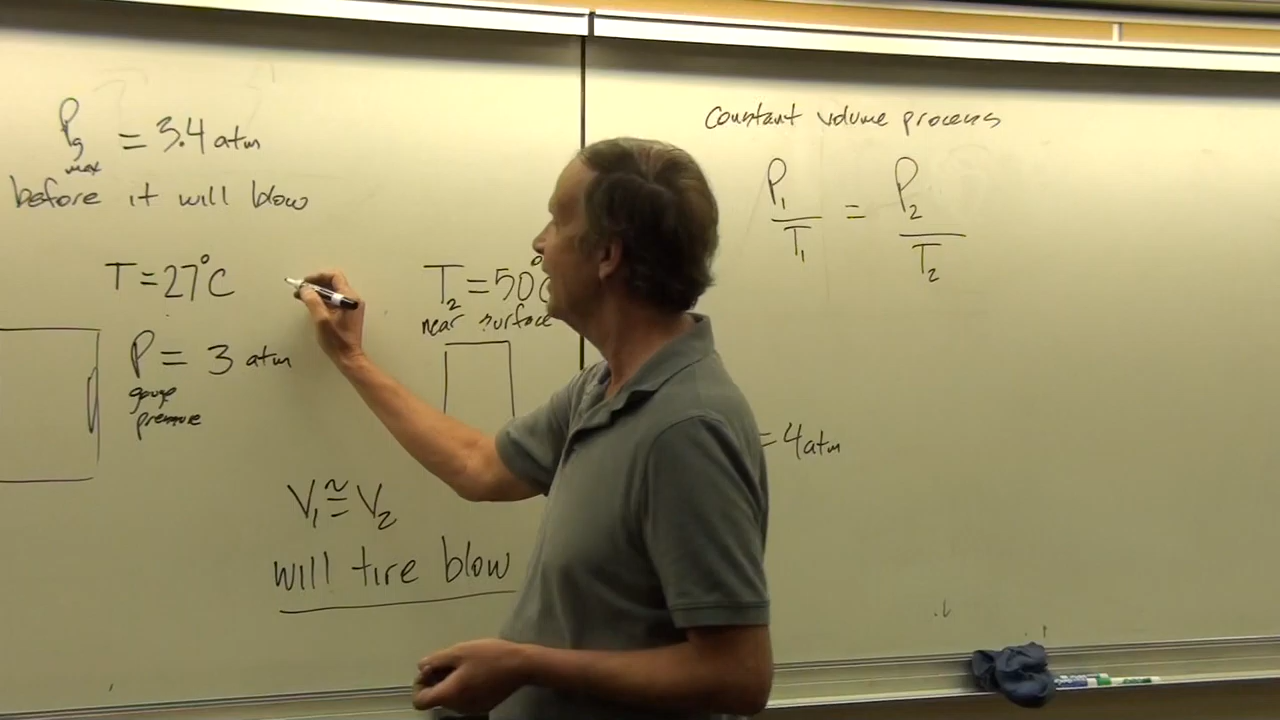 Pg max = 3.4 atm
before it will blow
T = 27°C
P = 3 atm
gauge pressure
T2 = 50°C
near surface
V1 ≅ V2
will tire blow
Constant volume process
P1/T1 = P2/T2
= 4 atm